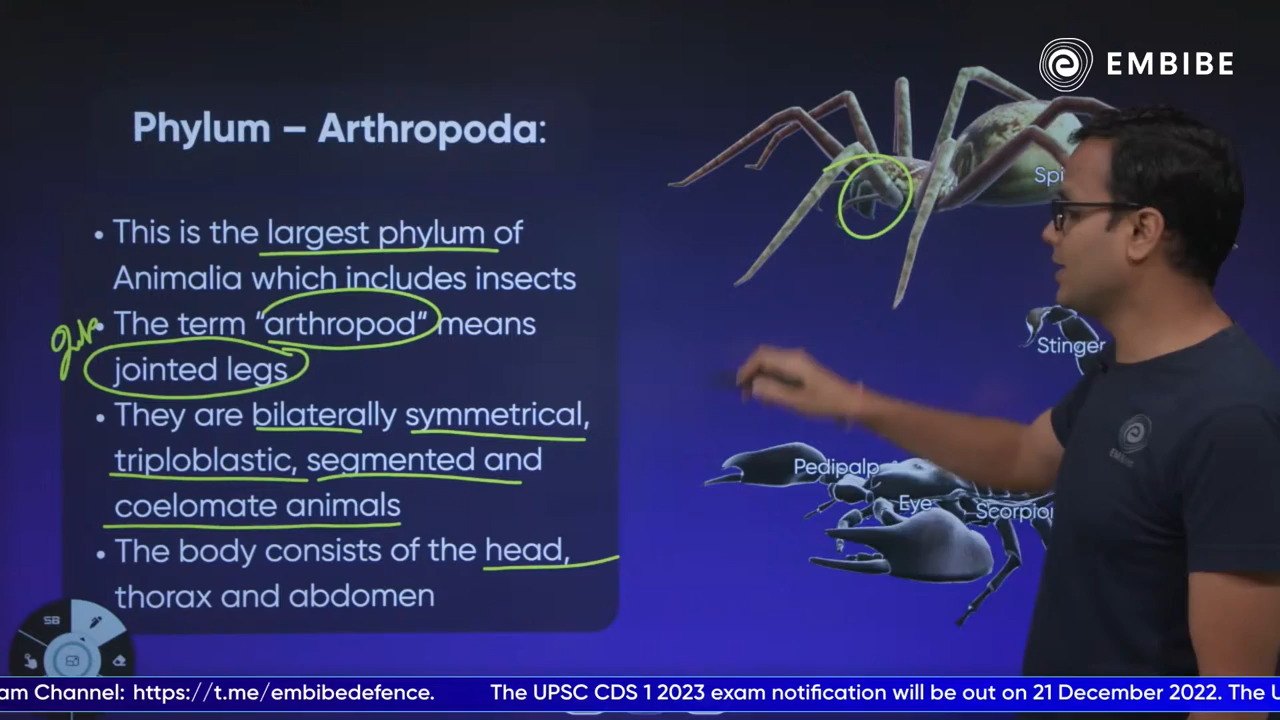 EMBIBE
Phylum – Arthropoda:
• This is the largest phylum of
Animalia which includes insects
• The term "arthropod" means
jointed legs
• They are bilaterally symmetrical,
triploblastic, segmented and
coelomate animals
• The body consists of the head,
thorax and abdomen
Stinger
Pedipalp
Eye
SB
EMBIBE
am Channel: https://t.me/embibedefence. The UPSC CDS 1 2023 exam notification will be out on 21 December 2022. The U